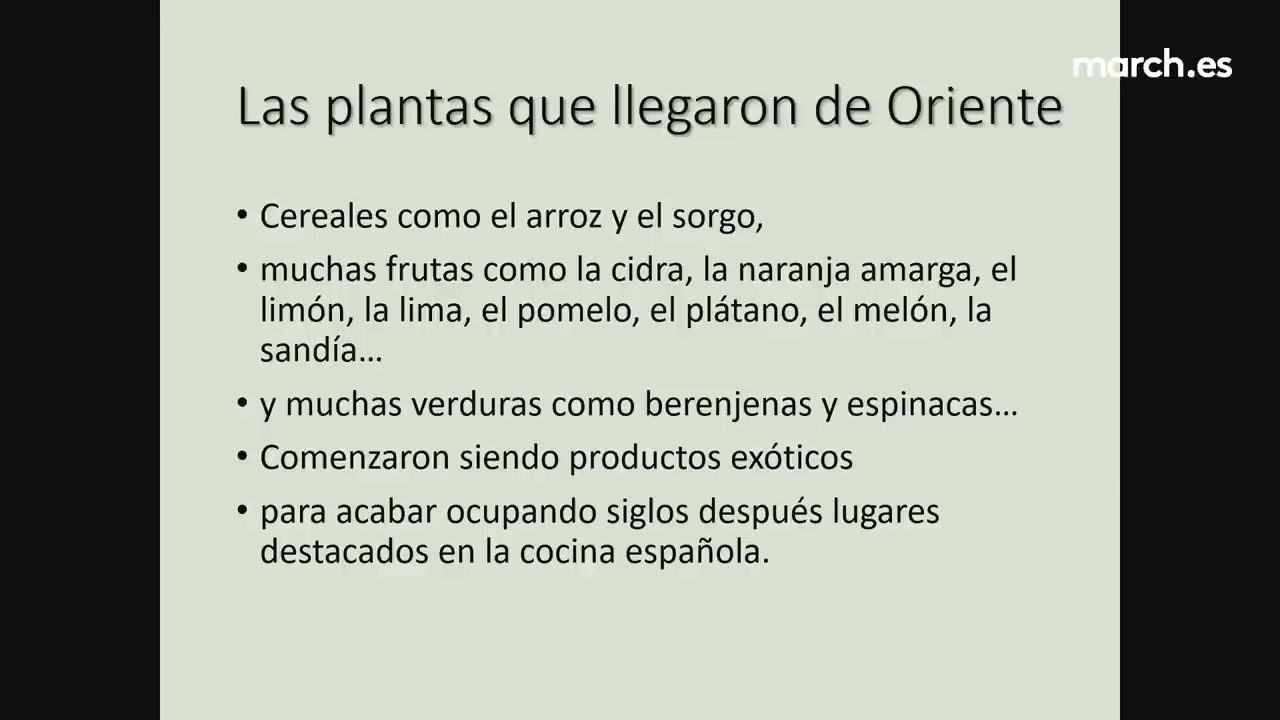 march.es
Las plantas que llegaron de Oriente
• Cereales como el arroz y el sorgo,
• muchas frutas como la cidra, la naranja amarga, el
limón, la lima, el pomelo, el plátano, el melón, la
sandía...
• y muchas verduras como berenjenas y espinacas...
• Comenzaron siendo productos exóticos
• para acabar ocupando siglos después lugares
destacados en la cocina española.